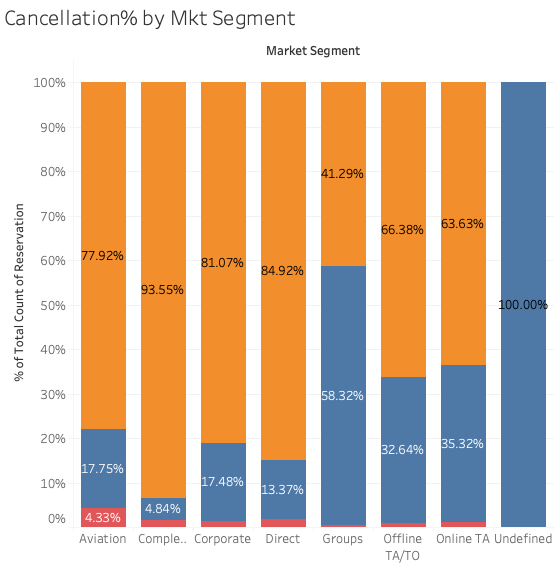 Cancellation% by Mkt Segment
Market Segment
% of Total Count of Reservation
100%
90%
80%
70%
60%
50%
40%
30%
20%
10%
0%
77.92%
17.75%
4.33%
93.55%
4.84%
81.07%
17.48%
84.92%
13.37%
41.29%
58.32%
66.38%
32.64%
63.63%
35.32%
100.00%
Aviation
Comple..
Corporate
Direct
Groups
Offline
TA/TO
Online TA
Undefined